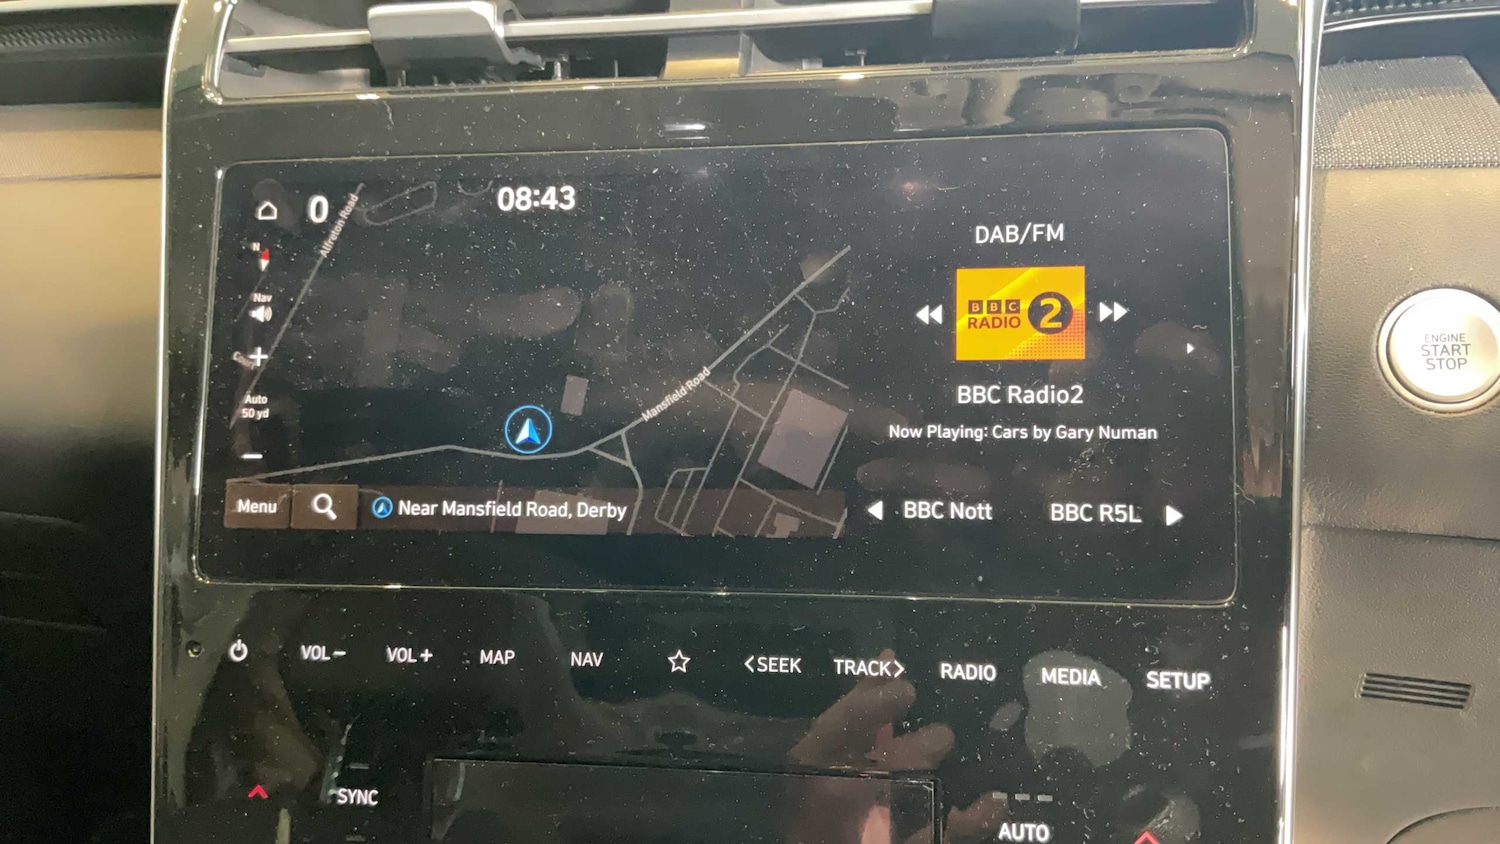 0
08:43
Alfreton Road
N
Nav
Auto
50 yd
Mansfield Road
Menu
Near Mansfield Road, Derby
DAB/FM
BBC
RADIO 2
BBC Radio2
Now Playing: Cars by Gary Numan
BBC Nott
BBC R5L
ENGINE
START
STOP
VOL−
VOL+
MAP
NAV
<SEEK
TRACK>
RADIO
MEDIA
SETUP
SYNC
AUTO